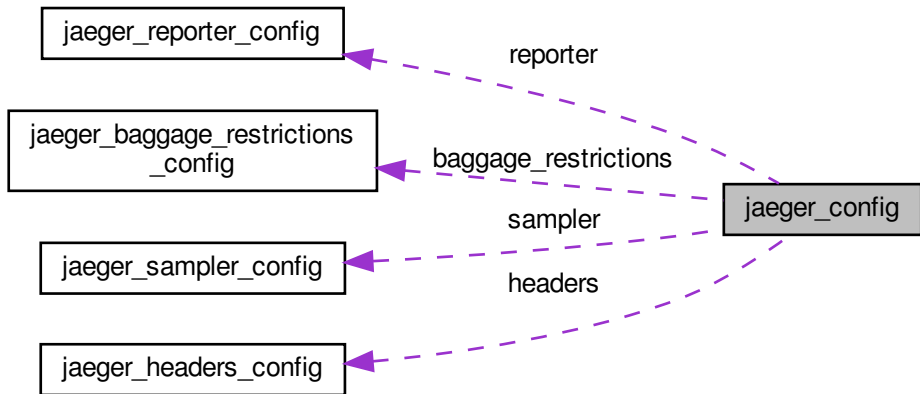 jaeger_reporter_config
reporter
jaeger_baggage_restrictions
_config
baggage_restrictions
jaeger_config
sampler
jaeger_sampler_config
headers
jaeger_headers_config